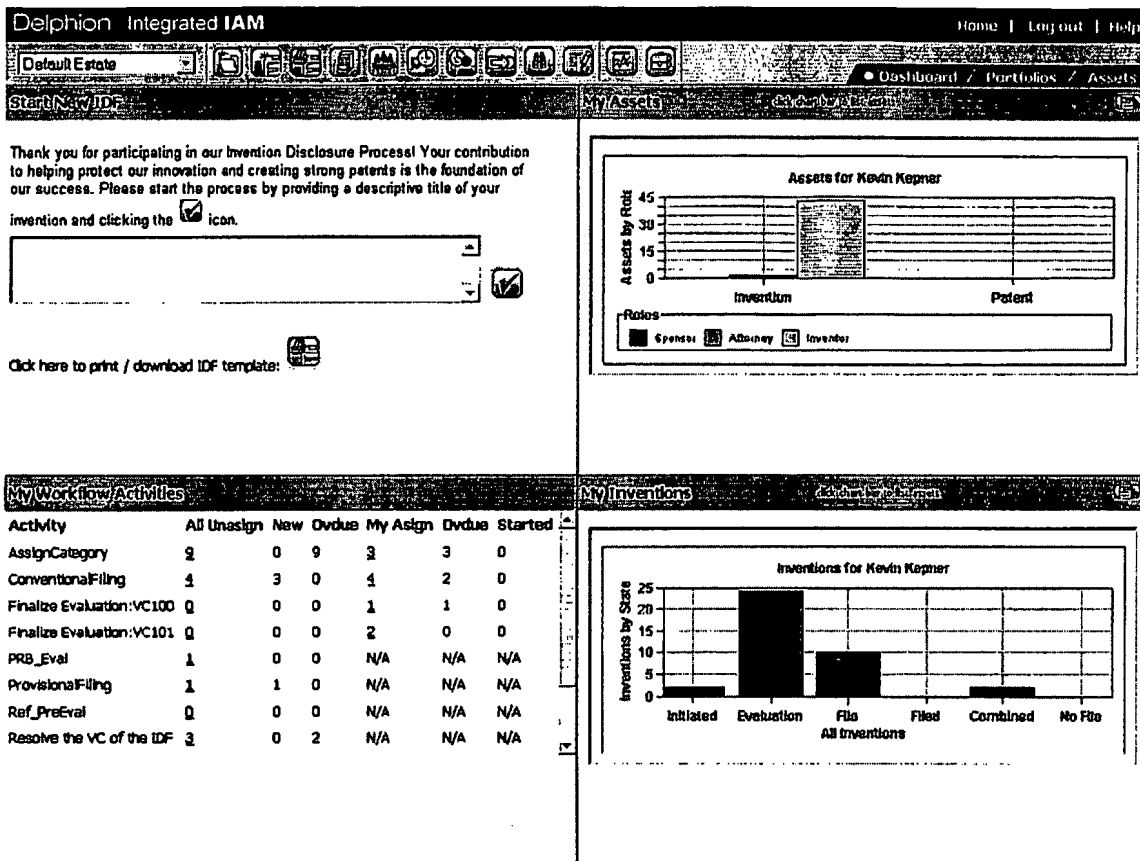 Delphion Integrated IAM
Home | Log out | Help
Default Estate
Dashboard / Portfolios / Assets
Start New IDF
Thank you for participating in our Invention Disclosure Process! Your contribution
to helping protect our innovation and creating strong patents is the foundation of
our success. Please start the process by providing a descriptive title of your
invention and clicking the icon.
Click here to print / download IDF template:
My Assets
Assets for Kevin Kepner
Assets by Role
45
30
15
0
Invention Patent
Roles
Sponsor Attorney Inventor
My Workflow Activities
Activity All Unasign New Ovdue My Asign Ovdue Started
AssignCategory 9 0 9 3 3 0
ConventionalFiling 4 3 0 4 2 0
Finalize Evaluation:VC100 0 0 0 1 1 0
Finalize Evaluation:VC101 0 0 0 2 0 0
PRB_Eval 1 0 0 N/A N/A N/A
ProvisionalFiling 1 1 0 N/A N/A N/A
Ref_PreEval 0 0 0 N/A N/A N/A
Resolve the VC of the IDF 3 0 2 N/A N/A N/A
My Inventions
Inventions for Kevin Kepner
Inventions by State
25
20
15
10
5
0
Initiated Evaluation File Filed Combined No File
All Inventions